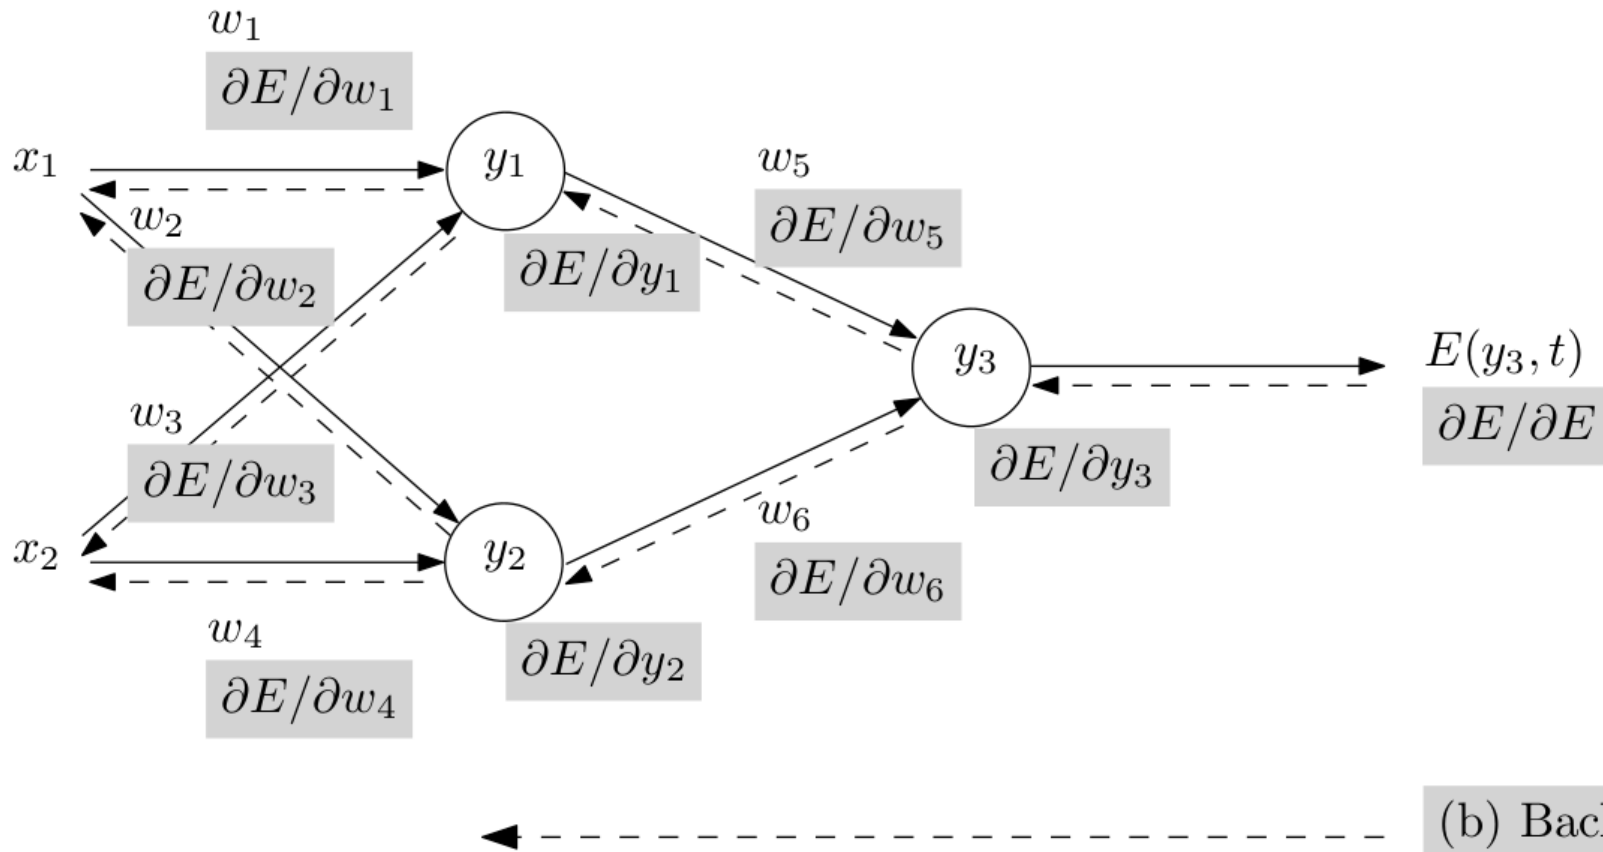 w₁
∂E/∂w₁
x₁
y₁
w₅
∂E/∂w₅
w₂
∂E/∂w₂
∂E/∂y₁
y₃
E(y₃, t)
∂E/∂E
w₃
∂E/∂w₃
∂E/∂y₃
x₂
y₂
w₆
∂E/∂w₆
w₄
∂E/∂w₄
∂E/∂y₂
(b)